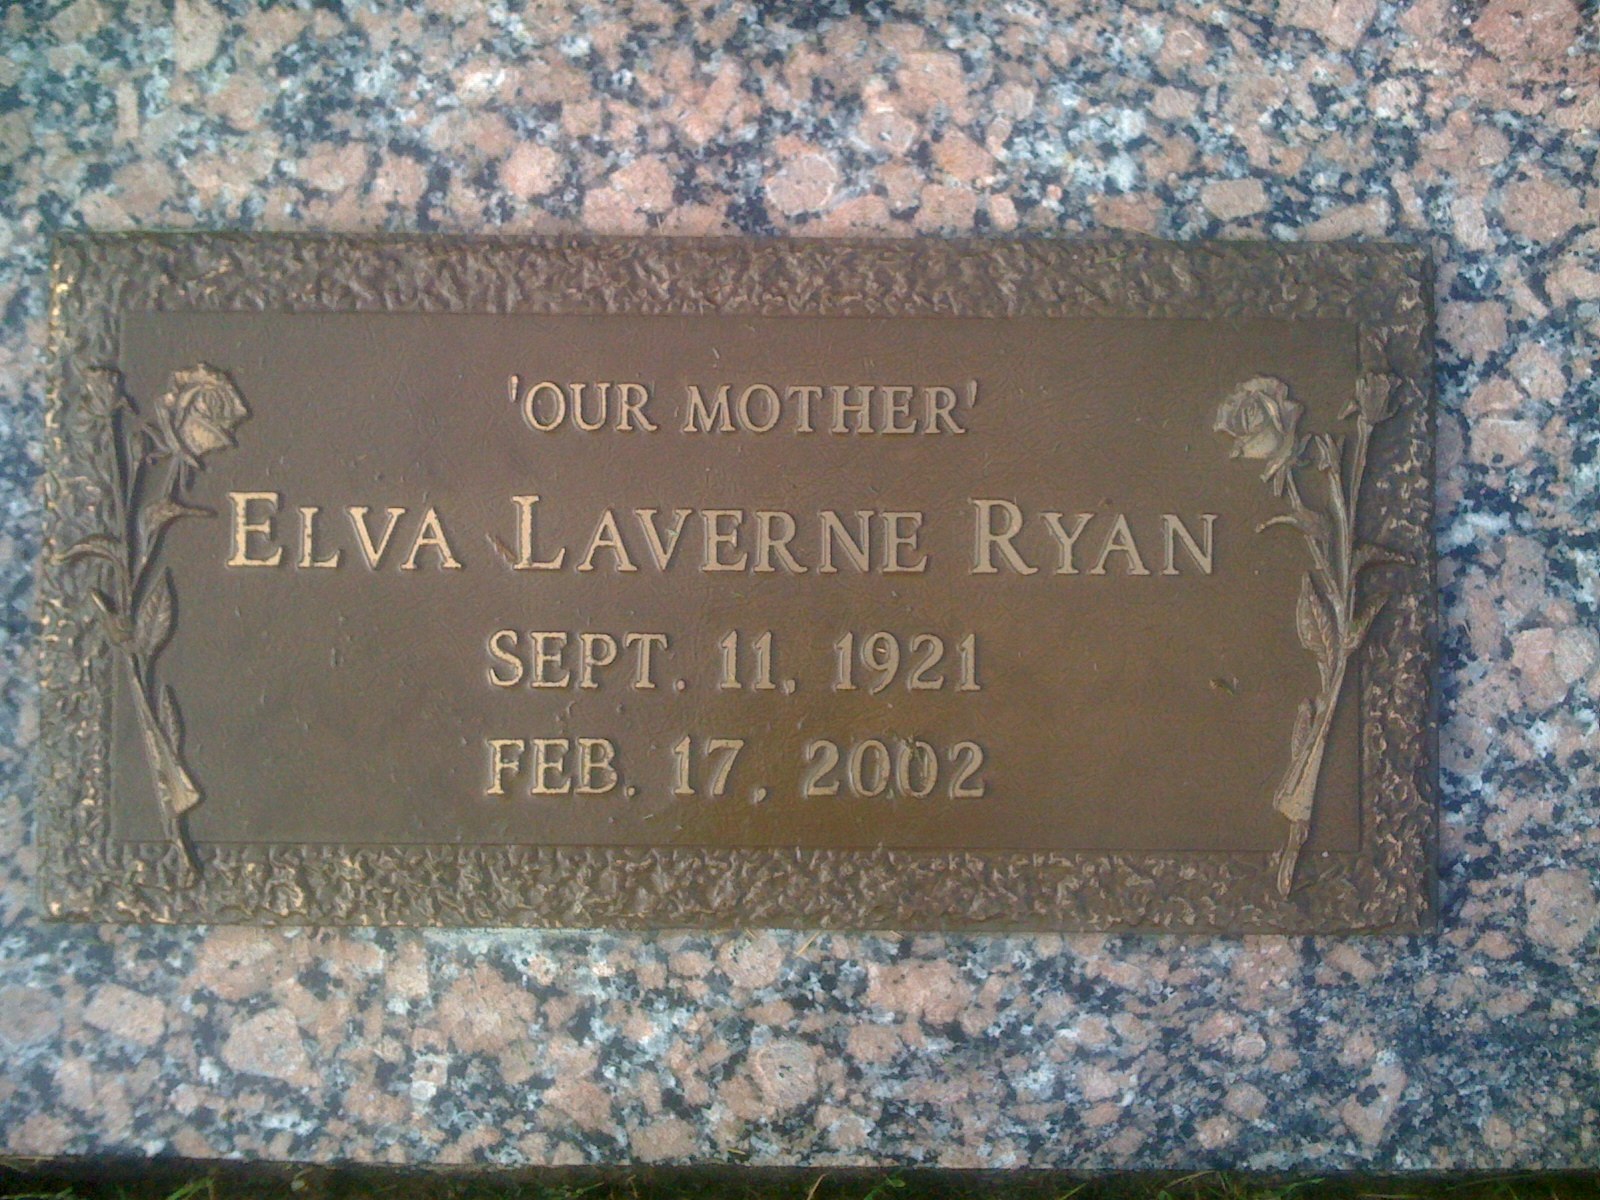 'OUR MOTHER'
ELVA LAVERNE RYAN
SEPT. 11, 1921
FEB. 17, 2002